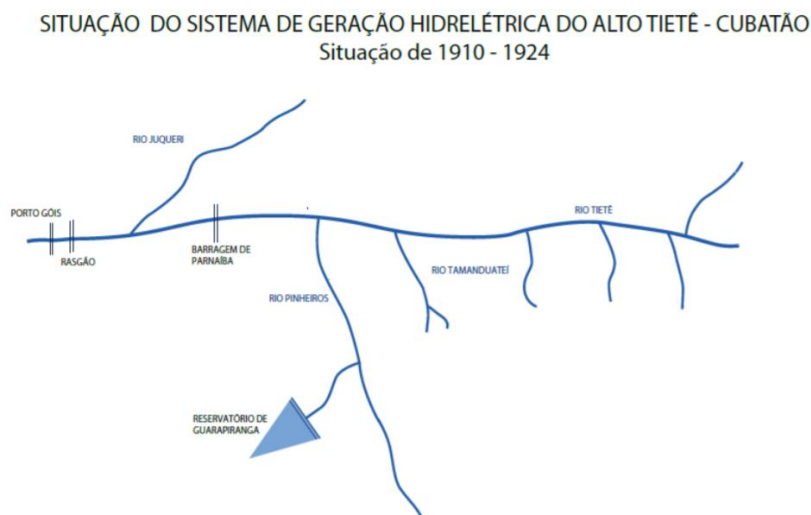 SITUAÇÃO DO SISTEMA DE GERAÇÃO HIDRELÉTRICA DO ALTO TIETÊ - CUBATÃO
Situação de 1910 - 1924
RIO JUQUERI
PORTO GÓIS
RASGÃO
BARRAGEM DE
PARNAÍBA
RIO TIETÊ
RIO TAMANDUATEÍ
RIO PINHEIROS
RESERVATÓRIO DE
GUARAPIRANGA